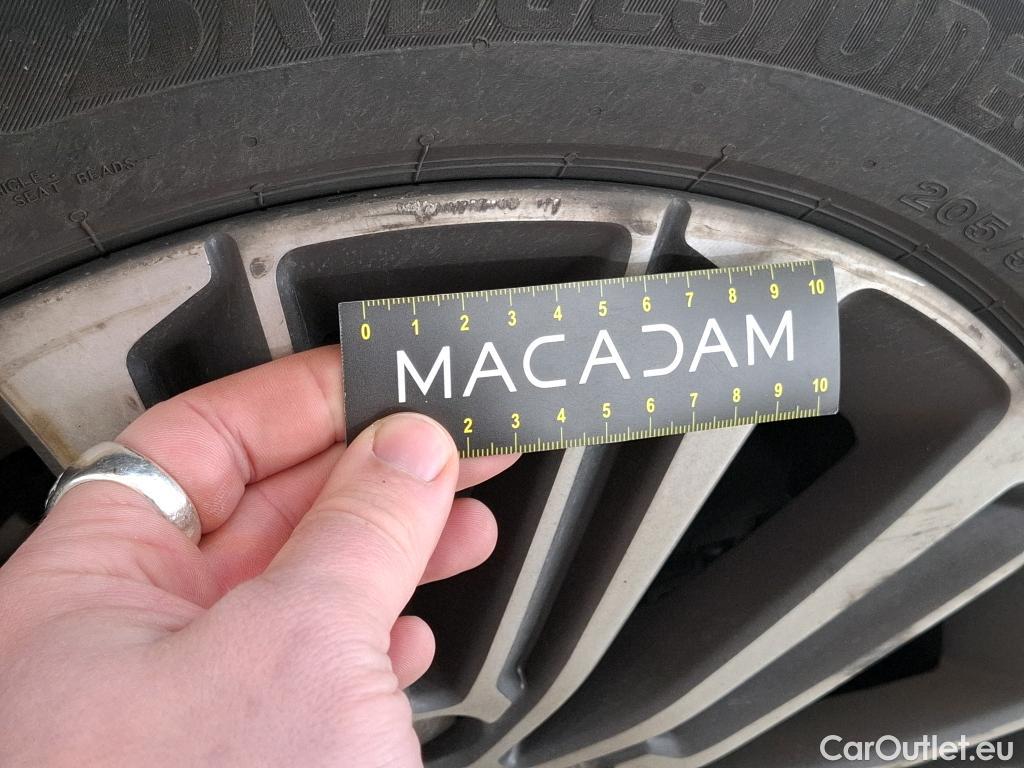 BRIDGESTONE
SEAT BEADS
205/5
0 1 2 3 4 5 6 7 8 9 10
MACADAM
2 3 4 5 6 7 8 9 10
CarOutlet.eu